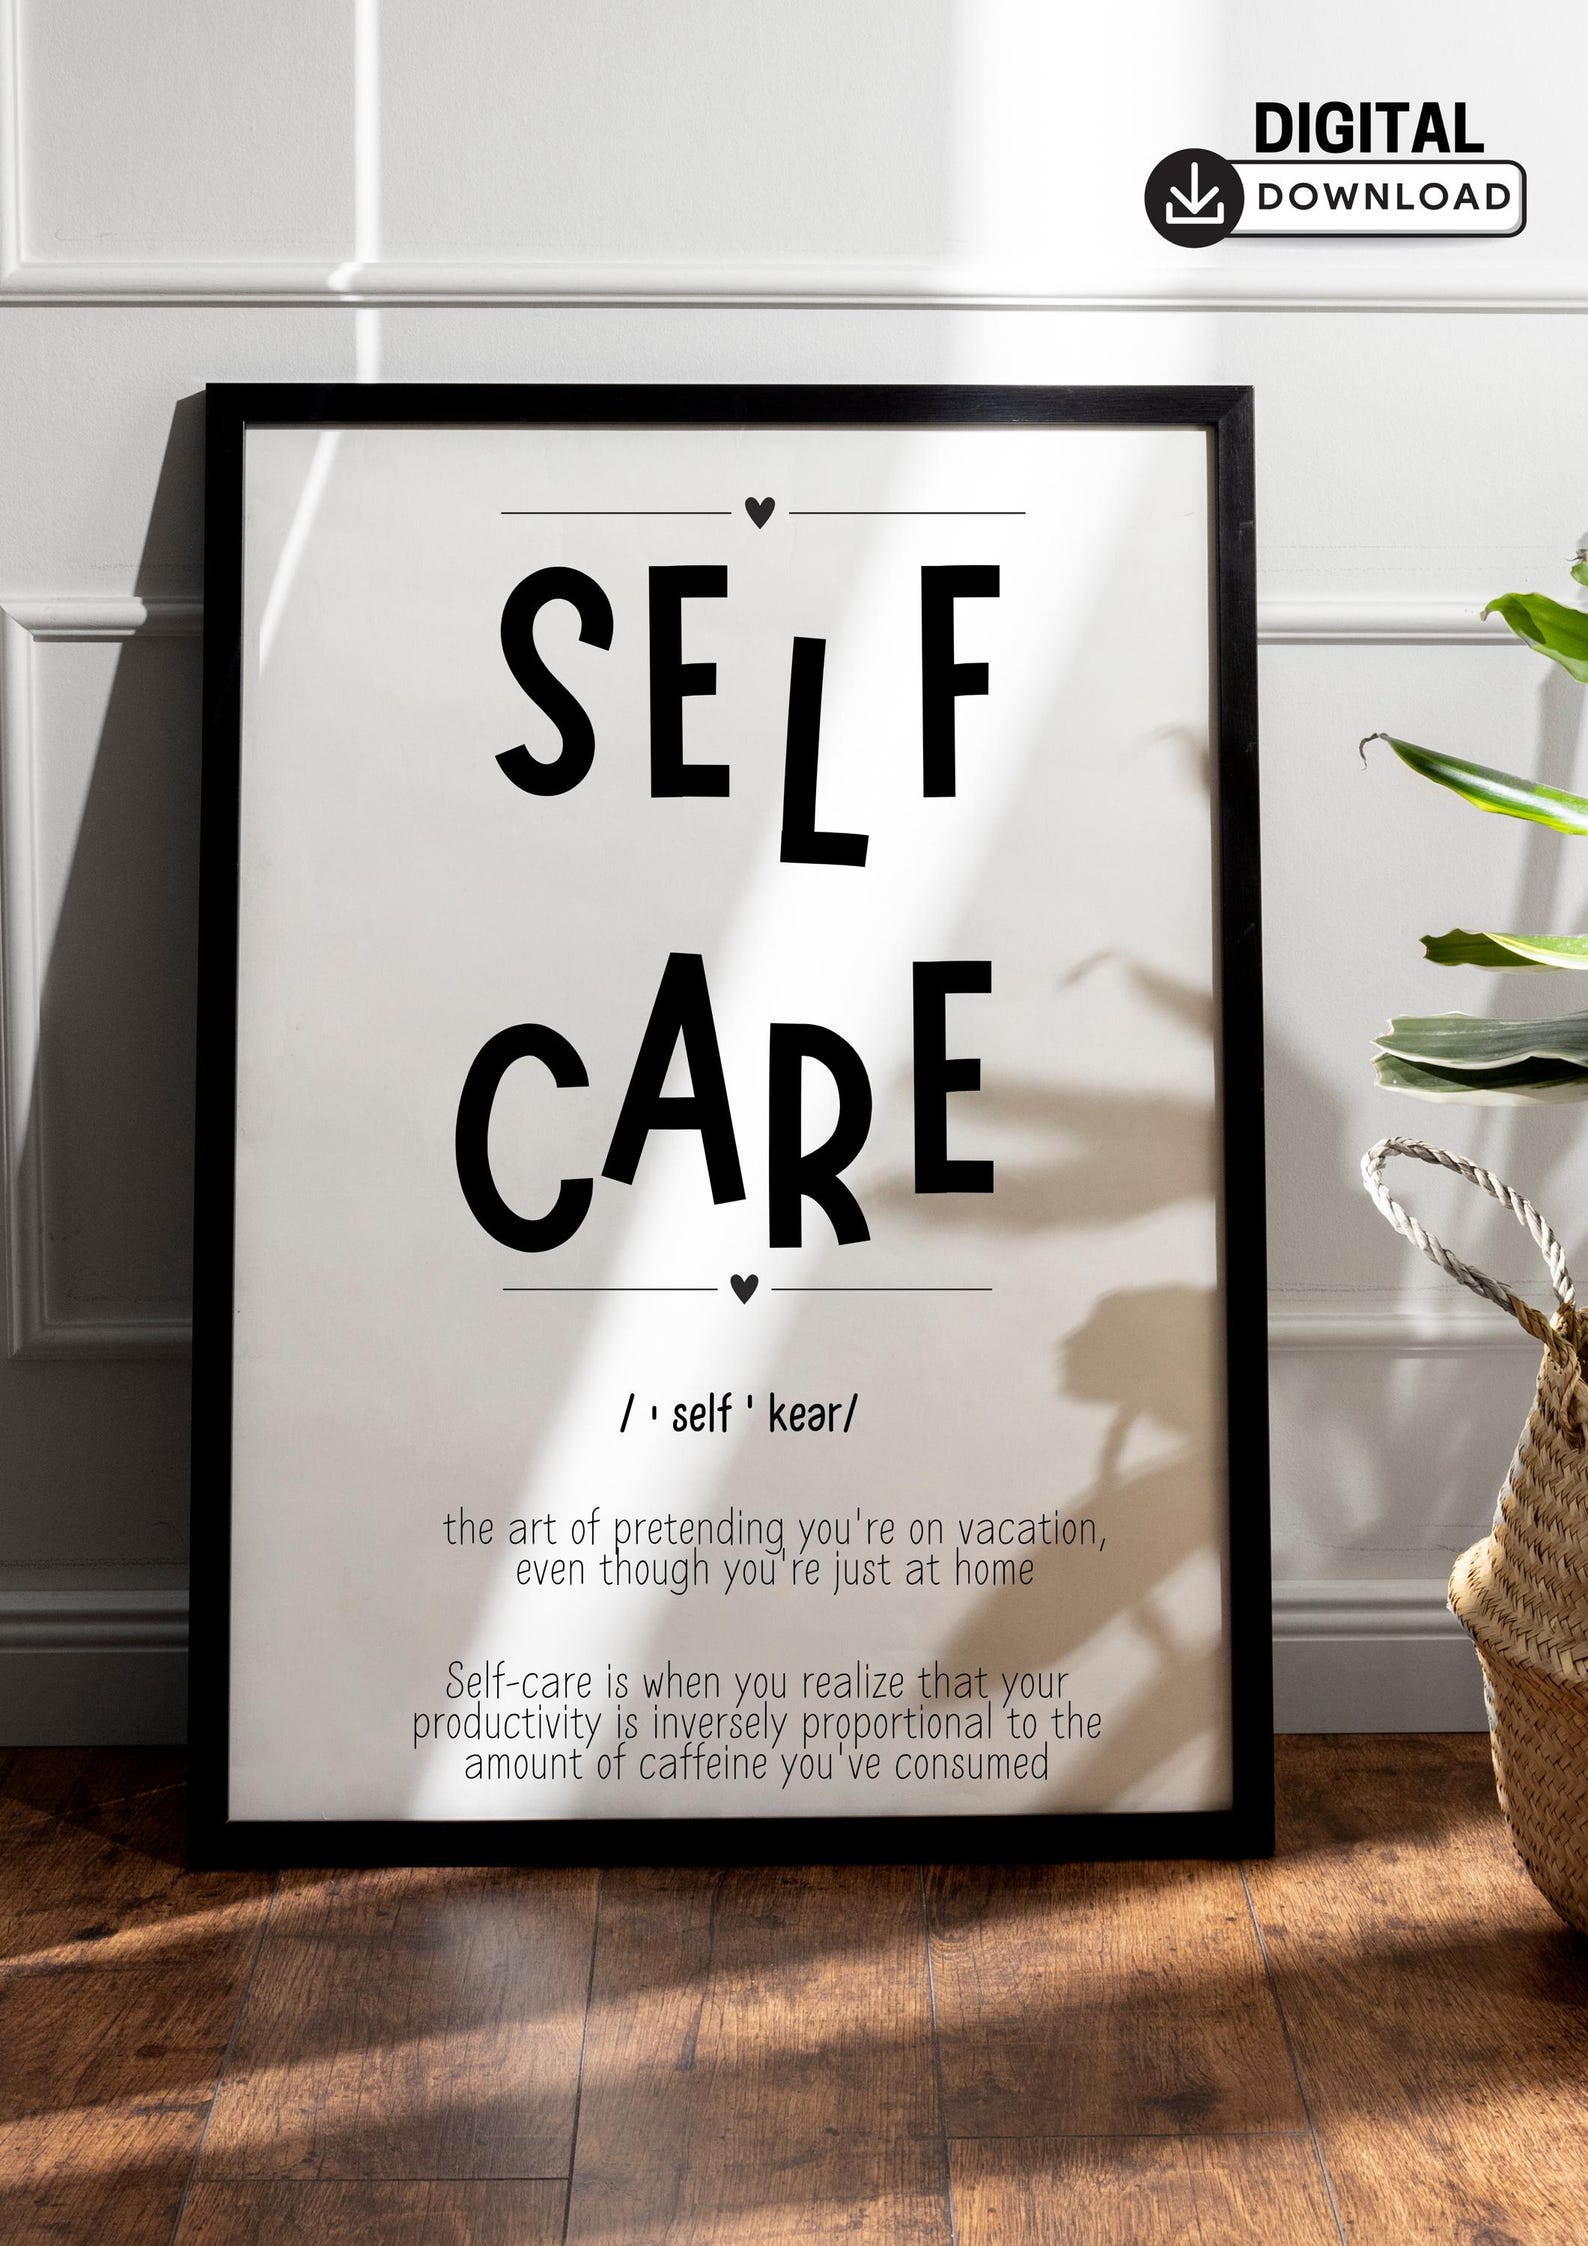 DIGITAL
DOWNLOAD
SELF
CARE
/ ' self ' kear/
the art of pretending you're on vacation,
even though you're just at home
Self-care is when you realize that your
productivity is inversely proportional to the
amount of caffeine you've consumed